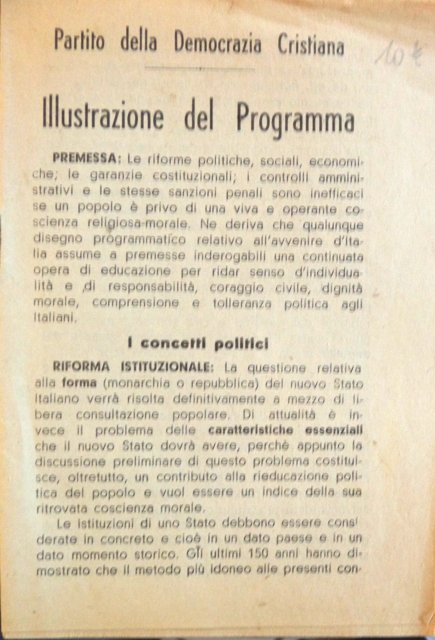 Partito della Democrazia Cristiana
10 €
Illustrazione del Programma
PREMESSA: Le riforme politiche, sociali, economi-
che; le garanzie costituzionali; i controlli ammini-
strativi e le stesse sanzioni penali sono inefficaci
se un popolo è privo di una viva e operante co-
scienza religiosa-morale. Ne deriva che qualunque
disegno programmatico relativo all'avvenire d'Ita-
lia assume a premesse inderogabili una continuata
opera di educazione per ridar senso d'individua-
lità e di responsabilità, coraggio civile, dignità
morale, comprensione e tolleranza politica agli
Italiani.
I concetti politici
RIFORMA ISTITUZIONALE: La questione relativa
alla forma (monarchia o repubblica) del nuovo Stato
Italiano verrà risolta definitivamente a mezzo di li-
bera consultazione popolare. Di attualità è in-
vece il problema delle caratteristiche essenziali
che il nuovo Stato dovrà avere, perchè appunto la
discussione preliminare di questo problema costitui-
sce, oltretutto, un contributo alla rieducazione poli-
tica del popolo e vuol essere un indice della sua
ritrovata coscienza morale.
Le istituzioni di uno Stato debbono essere consi-
derate in concreto e cioè in un dato paese e in un
dato momento storico. Gli ultimi 150 anni hanno di-
mostrato che il metodo più idoneo alle presenti con-